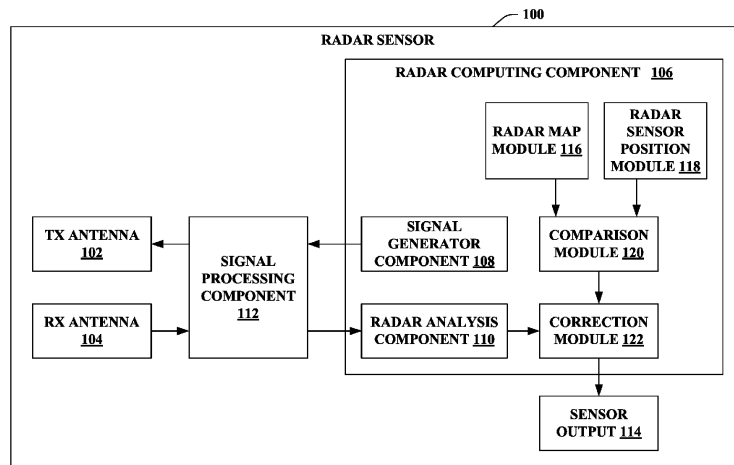 100
RADAR SENSOR
RADAR COMPUTING COMPONENT 106
RADAR MAP
MODULE 116
RADAR
SENSOR
POSITION
MODULE 118
TX ANTENNA
102
SIGNAL
PROCESSING
COMPONENT
112
SIGNAL
GENERATOR
COMPONENT 108
COMPARISON
MODULE 120
RX ANTENNA
104
RADAR ANALYSIS
COMPONENT 110
CORRECTION
MODULE 122
SENSOR
OUTPUT 114